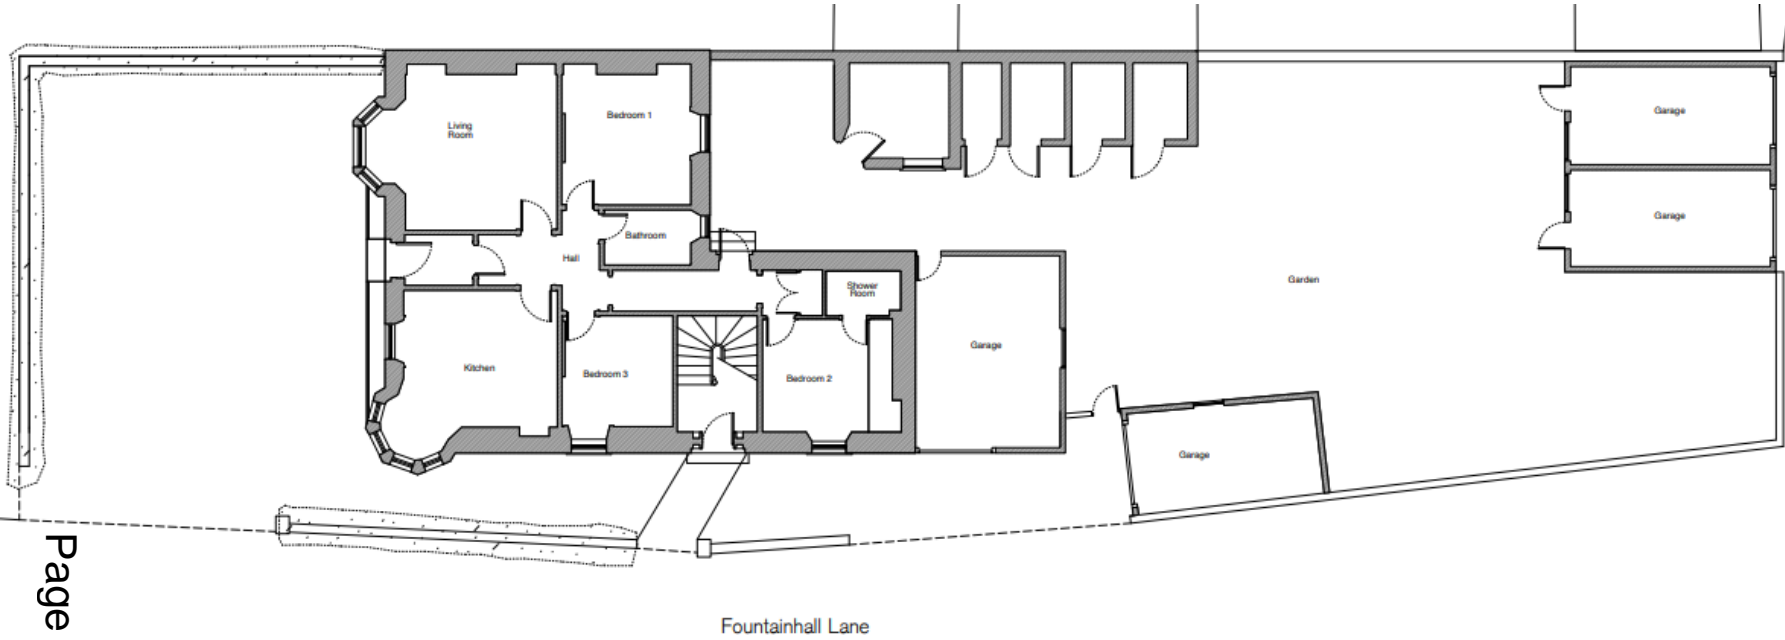 Living
Room
Bedroom 1
Bathroom
Hall
Kitchen
Bedroom 3
Bedroom 2
Shower
Room
Garage
Garden
Garage
Garage
Garage
Page
Fountainhall Lane